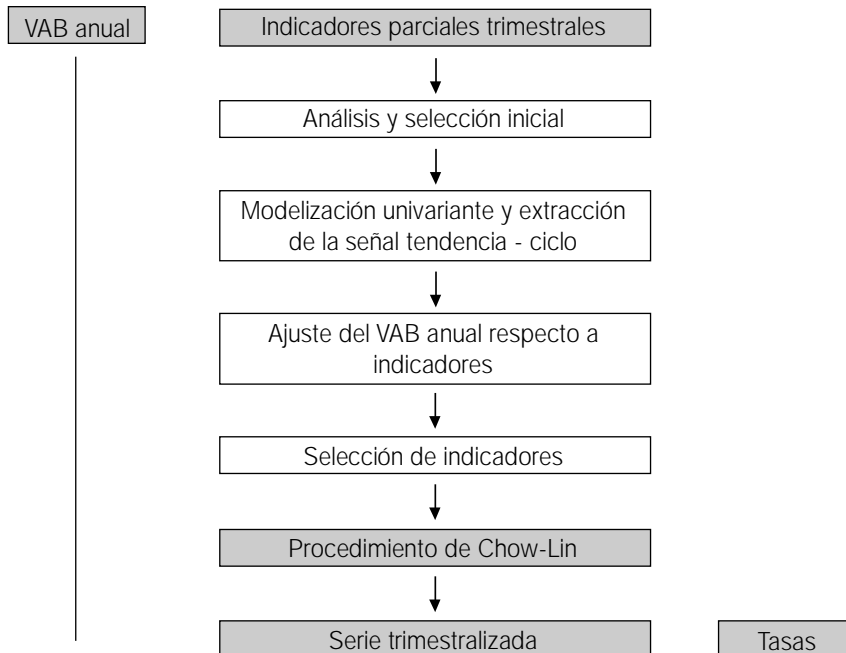 VAB anual
Indicadores parciales trimestrales
Análisis y selección inicial
Modelización univariante y extracción
de la señal tendencia - ciclo
Ajuste del VAB anual respecto a
indicadores
Selección de indicadores
Procedimiento de Chow-Lin
Serie trimestralizada
Tasas